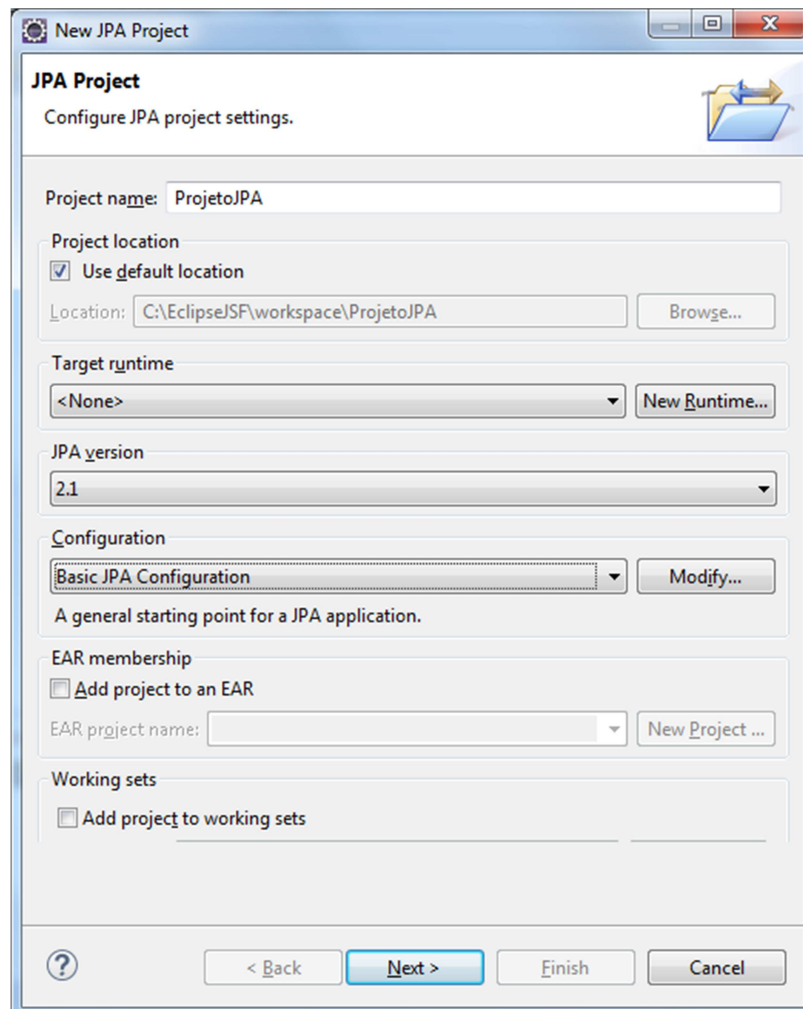 New JPA Project
JPA Project
Configure JPA project settings.
Project name: ProjetoJPA
Project location
Use default location
Location: C:\EclipseJSF\workspace\ProjetoJPA Browse...
Target runtime
<None> New Runtime...
JPA version
2.1
Configuration
Basic JPA Configuration Modify...
A general starting point for a JPA application.
EAR membership
Add project to an EAR
EAR project name: New Project ...
Working sets
Add project to working sets
? < Back Next > Finish Cancel